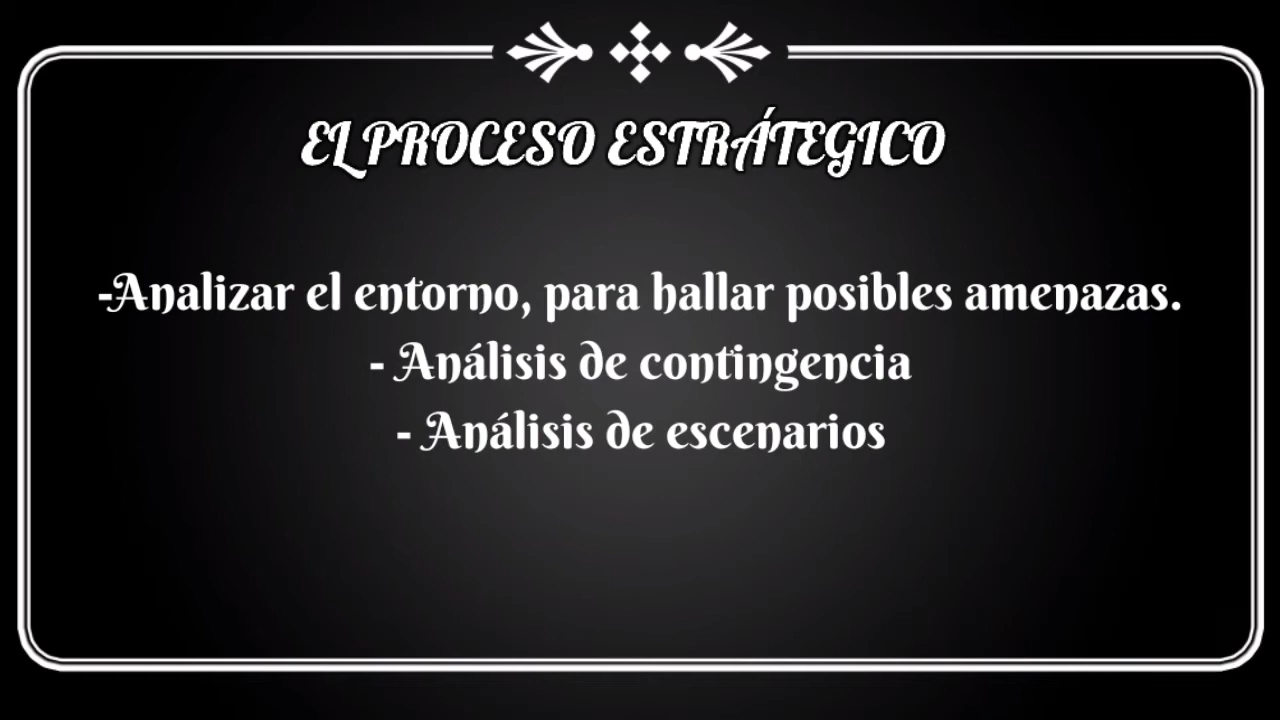 EL PROCESO ESTRÁTEGICO
-Analizar el entorno, para hallar posibles amenazas.
- Análisis de contingencia
- Análisis de escenarios